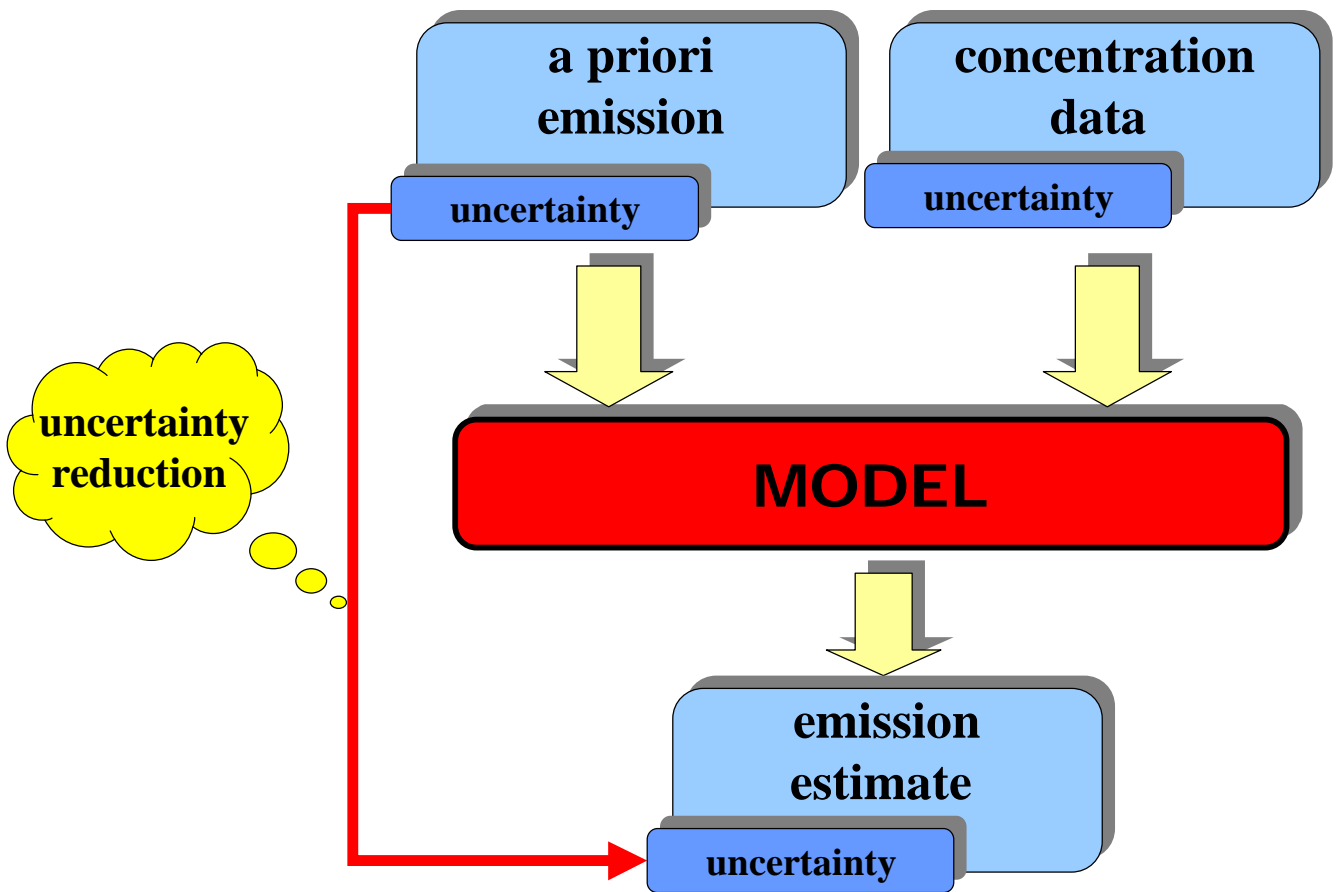 a priori
emission
uncertainty
concentration
data
uncertainty
uncertainty
reduction
MODEL
emission
estimate
uncertainty